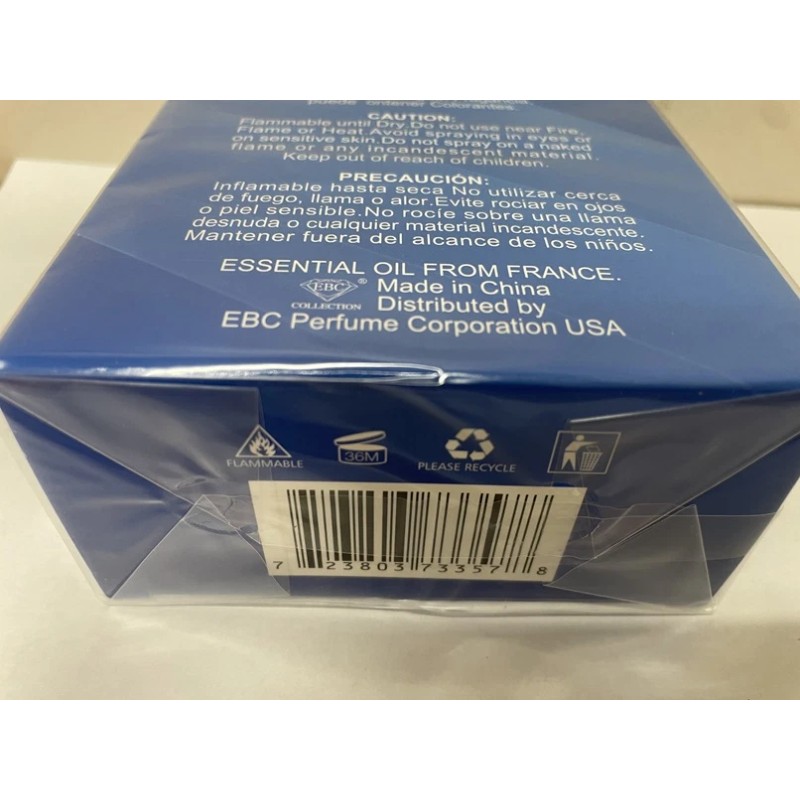 puede ontener Colorantes.
CAUTION:
Flammable until Dry.Do not use near Fire,
Flame or Heat.Avoid spraying in eyes or
on sensitive skin.Do not spray on a naked
flame or any incandescent material.
Keep out of reach of children.
PRECAUCIÓN:
Inflamable hasta seca No utilizar cerca
de fuego, llama o alor.Evite rociar en ojos
o piel sensible.No rocíe sobre una llama
desnuda o cualquier material incandescente.
Mantener fuera del alcance de los niños.
ESSENTIAL OIL FROM FRANCE.
EBC ® Made in China
COLLECTION Distributed by
EBC Perfume Corporation USA
FLAMMABLE 36M PLEASE RECYCLE
7 23803 73357 8